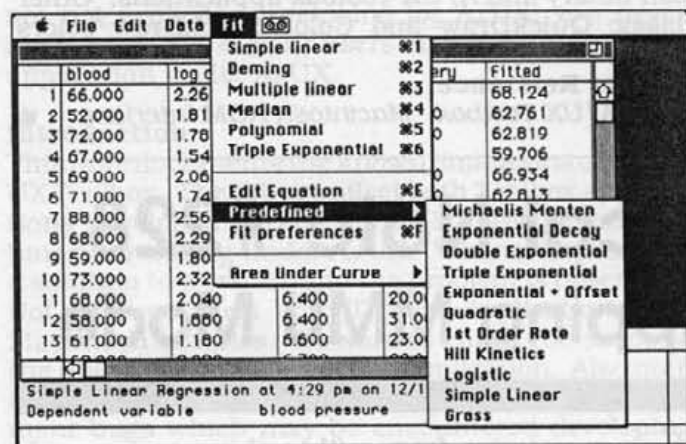 File Edit Data Fit
Simple linear ⌘1
Deming ⌘2
Multiple linear ⌘3
Median ⌘4
Polynomial ⌘5
Triple Exponential ⌘6
Edit Equation ⌘E
Predefined
Fit preferences ⌘F
Area Under Curve
Michaelis Menten
Exponential Decay
Double Exponential
Triple Exponential
Exponential + Offset
Quadratic
1st Order Rate
Hill Kinetics
Logistic
Simple Linear
Grass
blood log ry Fitted
1 66.000 2.26 68.124
2 52.000 1.81 62.761
3 72.000 1.78 62.819
4 67.000 1.54 59.706
5 69.000 2.06 66.934
6 71.000 1.74 62.813
7 88.000 2.56
8 68.000 2.29
9 59.000 1.80
10 73.000 2.32
11 68.000 2.040 6.400 20.0
12 58.000 1.080 6.400 31.00
13 61.000 1.180 6.600 23.00
Simple Linear Regression at 4:29 pm on 12/1
Dependent variable blood pressure